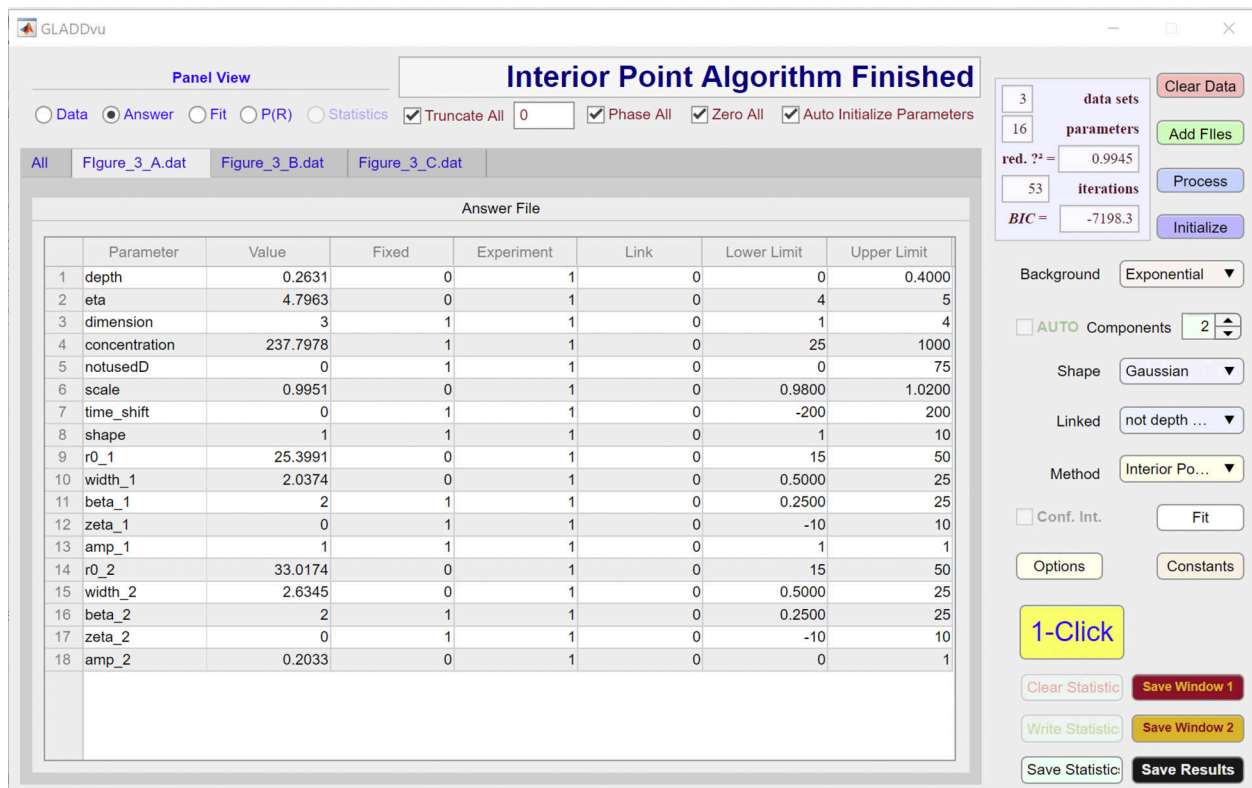 GLADDvu
Panel View
Interior Point Algorithm Finished
Data Answer Fit P(R) Statistics Truncate All 0 Phase All Zero All Auto Initialize Parameters
All FIgure_3_A.dat Figure_3_B.dat Figure_3_C.dat
Answer File
Parameter Value Fixed Experiment Link Lower Limit Upper Limit
1 depth 0.2631 0 1 0 0 0.4000
2 eta 4.7963 0 1 0 4 5
3 dimension 3 1 1 0 1 4
4 concentration 237.7978 1 1 0 25 1000
5 notusedD 0 1 1 0 0 75
6 scale 0.9951 0 1 0 0.9800 1.0200
7 time_shift 0 1 1 0 -200 200
8 shape 1 1 1 0 1 10
9 r0_1 25.3991 0 1 0 15 50
10 width_1 2.0374 0 1 0 0.5000 25
11 beta_1 2 1 1 0 0.2500 25
12 zeta_1 0 1 1 0 -10 10
13 amp_1 1 1 1 0 1 1
14 r0_2 33.0174 0 1 0 15 50
15 width_2 2.6345 0 1 0 0.5000 25
16 beta_2 2 1 1 0 0.2500 25
17 zeta_2 0 1 1 0 -10 10
18 amp_2 0.2033 0 1 0 0 1
3 data sets
16 parameters
red. ?² = 0.9945
53 iterations
BIC = -7198.3
Clear Data
Add FIles
Process
Initialize
Background Exponential
AUTO Components 2
Shape Gaussian
Linked not depth ...
Method Interior Po...
Conf. Int. Fit
Options Constants
1-Click
Clear Statistic Save Window 1
Write Statistic Save Window 2
Save Statistic Save Results